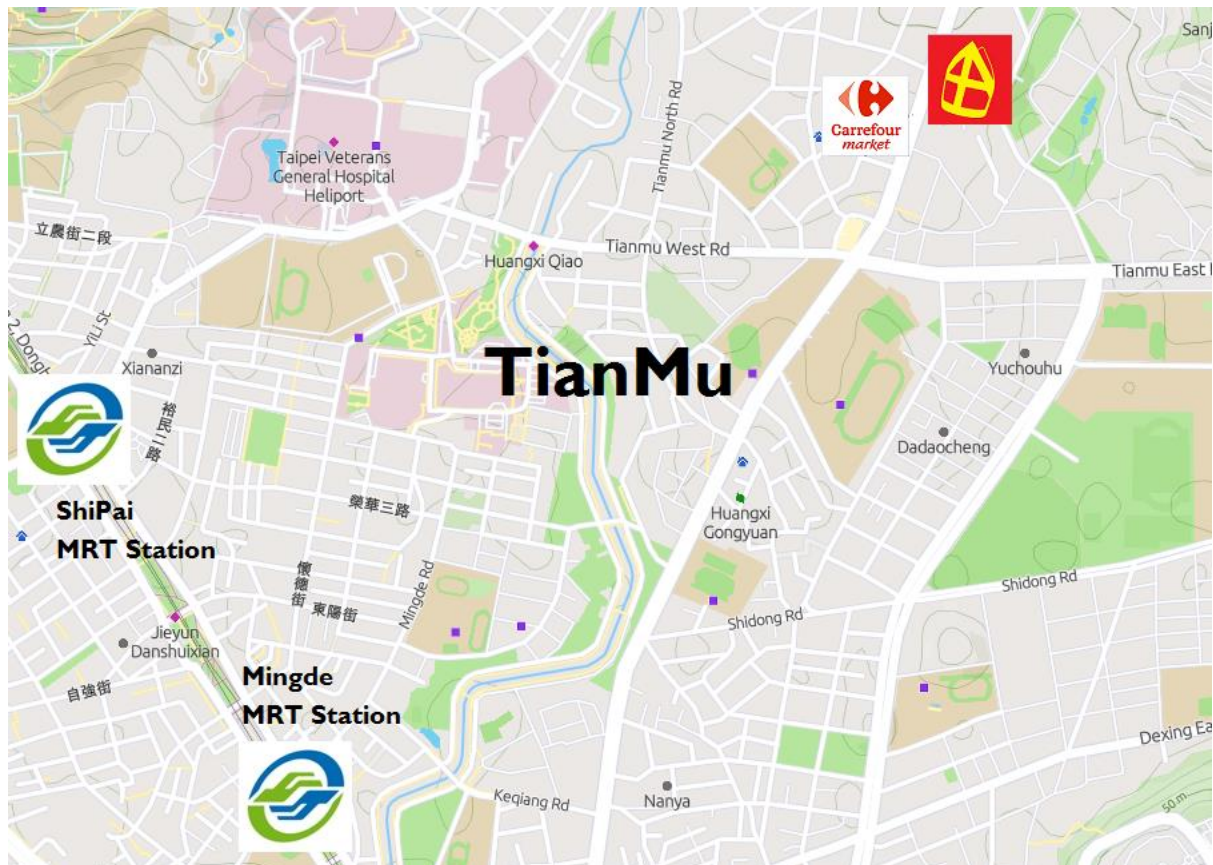 Sanj
Carrefour
market
Tianmu North Rd
Taipei Veterans
General Hospital
Heliport
立農街二段
Huangxi Qiao
Tianmu West Rd
Tianmu East
2, Dongh
YiLi St
Xiananzi
TianMu
Yuchouhu
裕民二路
Dadaocheng
ShiPai
MRT Station
榮華三路
Huangxi
Gongyuan
懷德街
東陽街
Mingde Rd
Shidong Rd
Shidong Rd
Jieyun
Danshuixian
自強街
Mingde
MRT Station
Dexing Ea
Keqiang Rd
Nanya
50 m